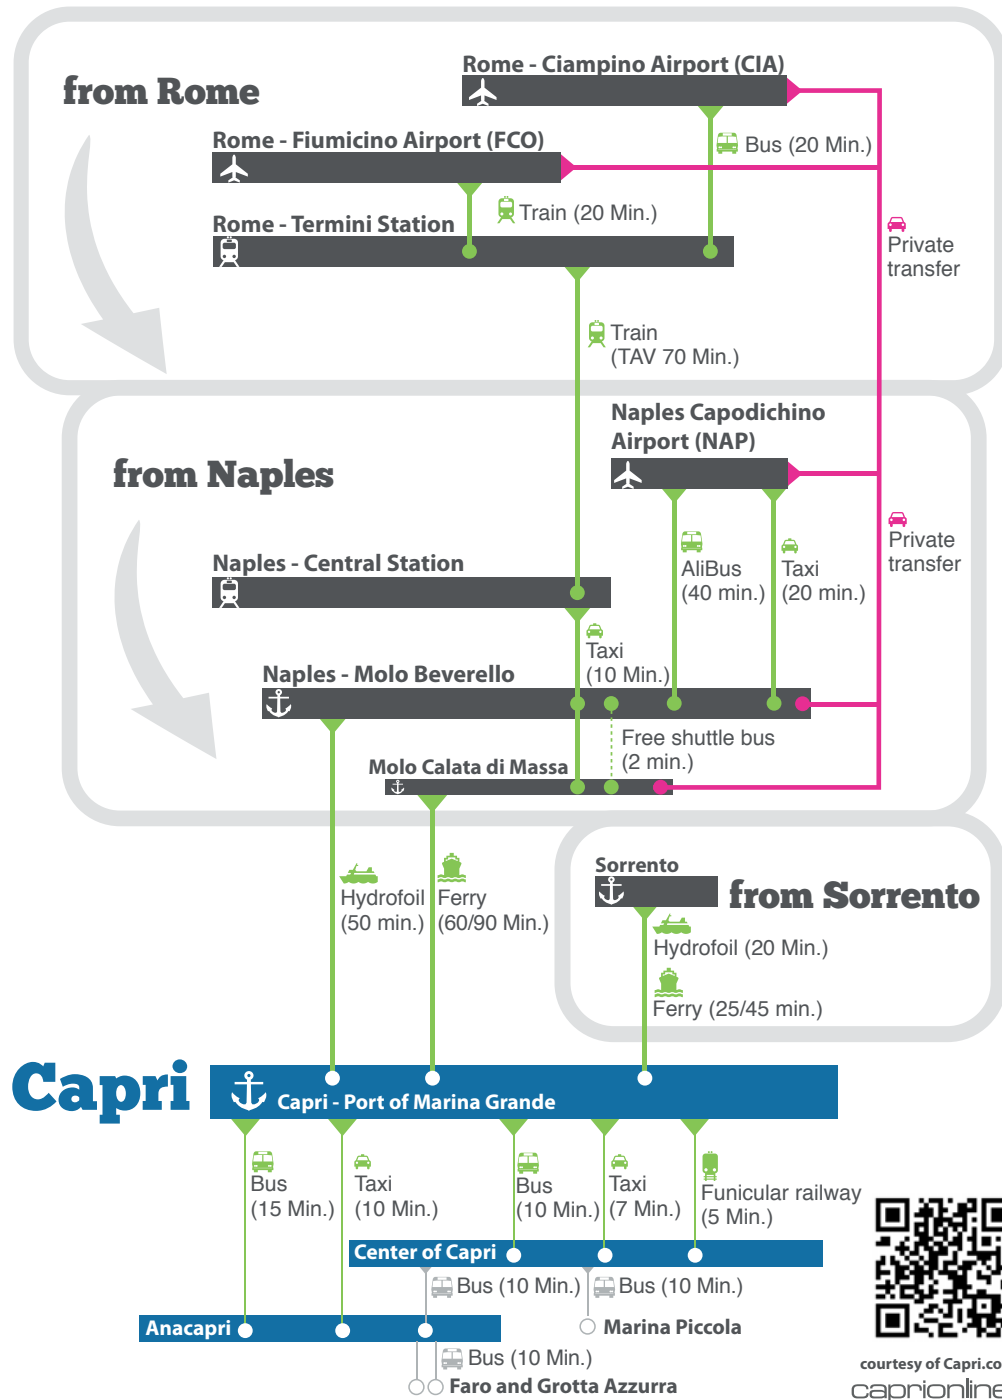 from Rome
Rome - Ciampino Airport (CIA)
Bus (20 Min.)
Rome - Fiumicino Airport (FCO)
Train (20 Min.)
Rome - Termini Station
Private
transfer
Train
(TAV 70 Min.)
from Naples
Naples Capodichino
Airport (NAP)
Private
transfer
AliBus
(40 min.)
Taxi
(20 min.)
Naples - Central Station
Taxi
(10 Min.)
Naples - Molo Beverello
Free shuttle bus
(2 min.)
Molo Calata di Massa
Hydrofoil
(50 min.)
Ferry
(60/90 Min.)
Sorrento
from Sorrento
Hydrofoil (20 Min.)
Ferry (25/45 min.)
Capri
Capri - Port of Marina Grande
Bus
(15 Min.)
Taxi
(10 Min.)
Bus
(10 Min.)
Taxi
(7 Min.)
Funicular railway
(5 Min.)
Center of Capri
Bus (10 Min.)
Bus (10 Min.)
Anacapri
Marina Piccola
Bus (10 Min.)
Faro and Grotta Azzurra
courtesy of Capri.co
caprionline